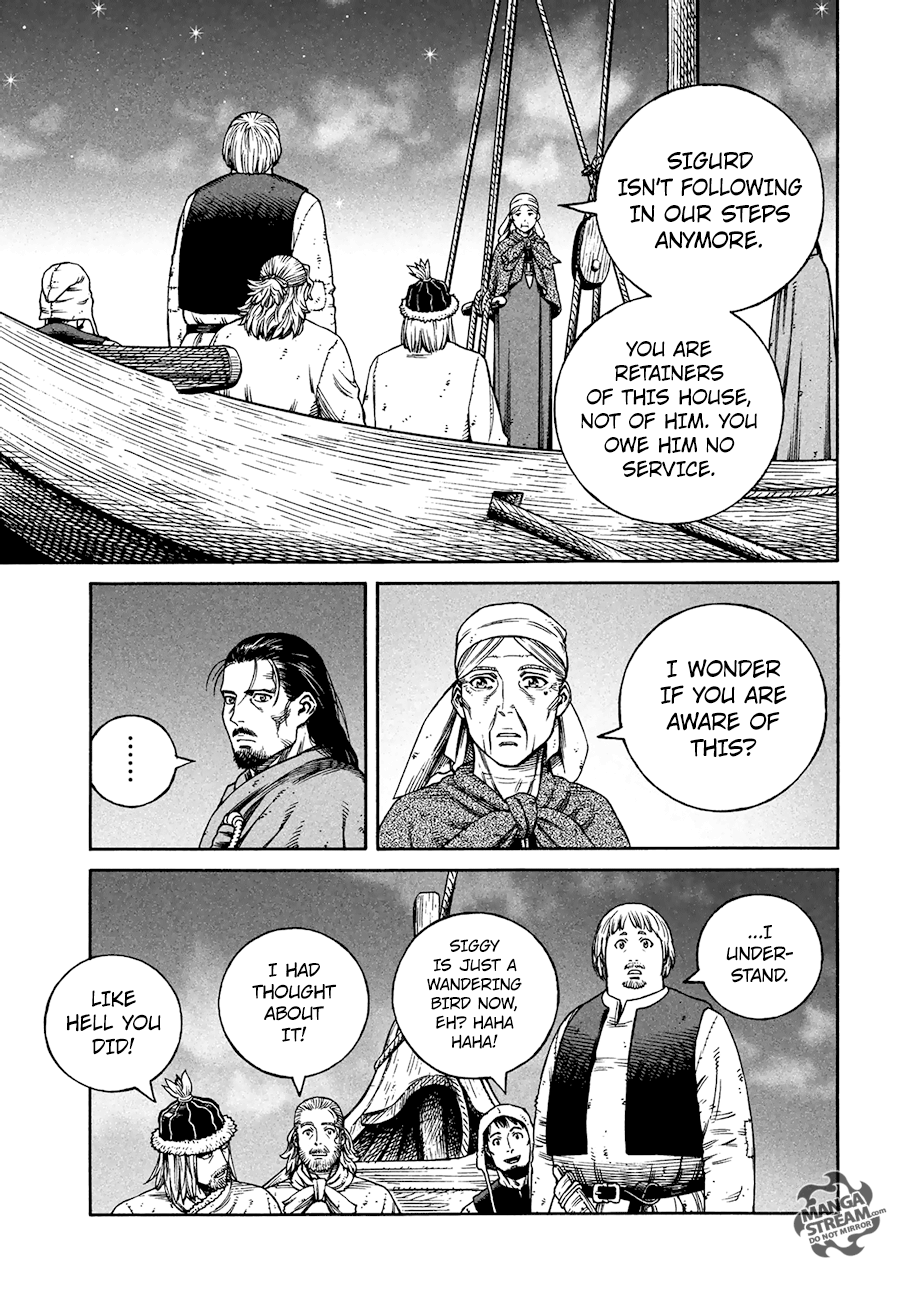 SIGURD
ISN'T FOLLOWING
IN OUR STEPS
ANYMORE.
YOU ARE
RETAINERS
OF THIS HOUSE,
NOT OF HIM. YOU
OWE HIM NO
SERVICE.
I WONDER
IF YOU ARE
AWARE OF
THIS?
......
...I
UNDER-
STAND.
SIGGY
IS JUST A
WANDERING
BIRD NOW,
EH? HAHA
HAHA!
I HAD
THOUGHT
ABOUT
IT!
LIKE
HELL YOU
DID!
MANGA
STREAM.com
DO NOT MIRROR